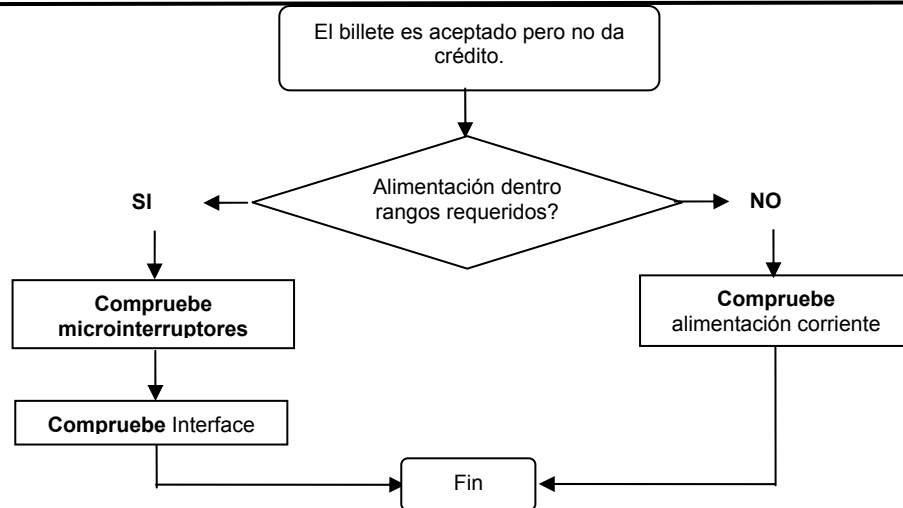 El billete es aceptado pero no da
crédito.
Alimentación dentro
rangos requeridos?
SI
NO
Compruebe
microinterruptores
Compruebe
alimentación corriente
Compruebe Interface
Fin